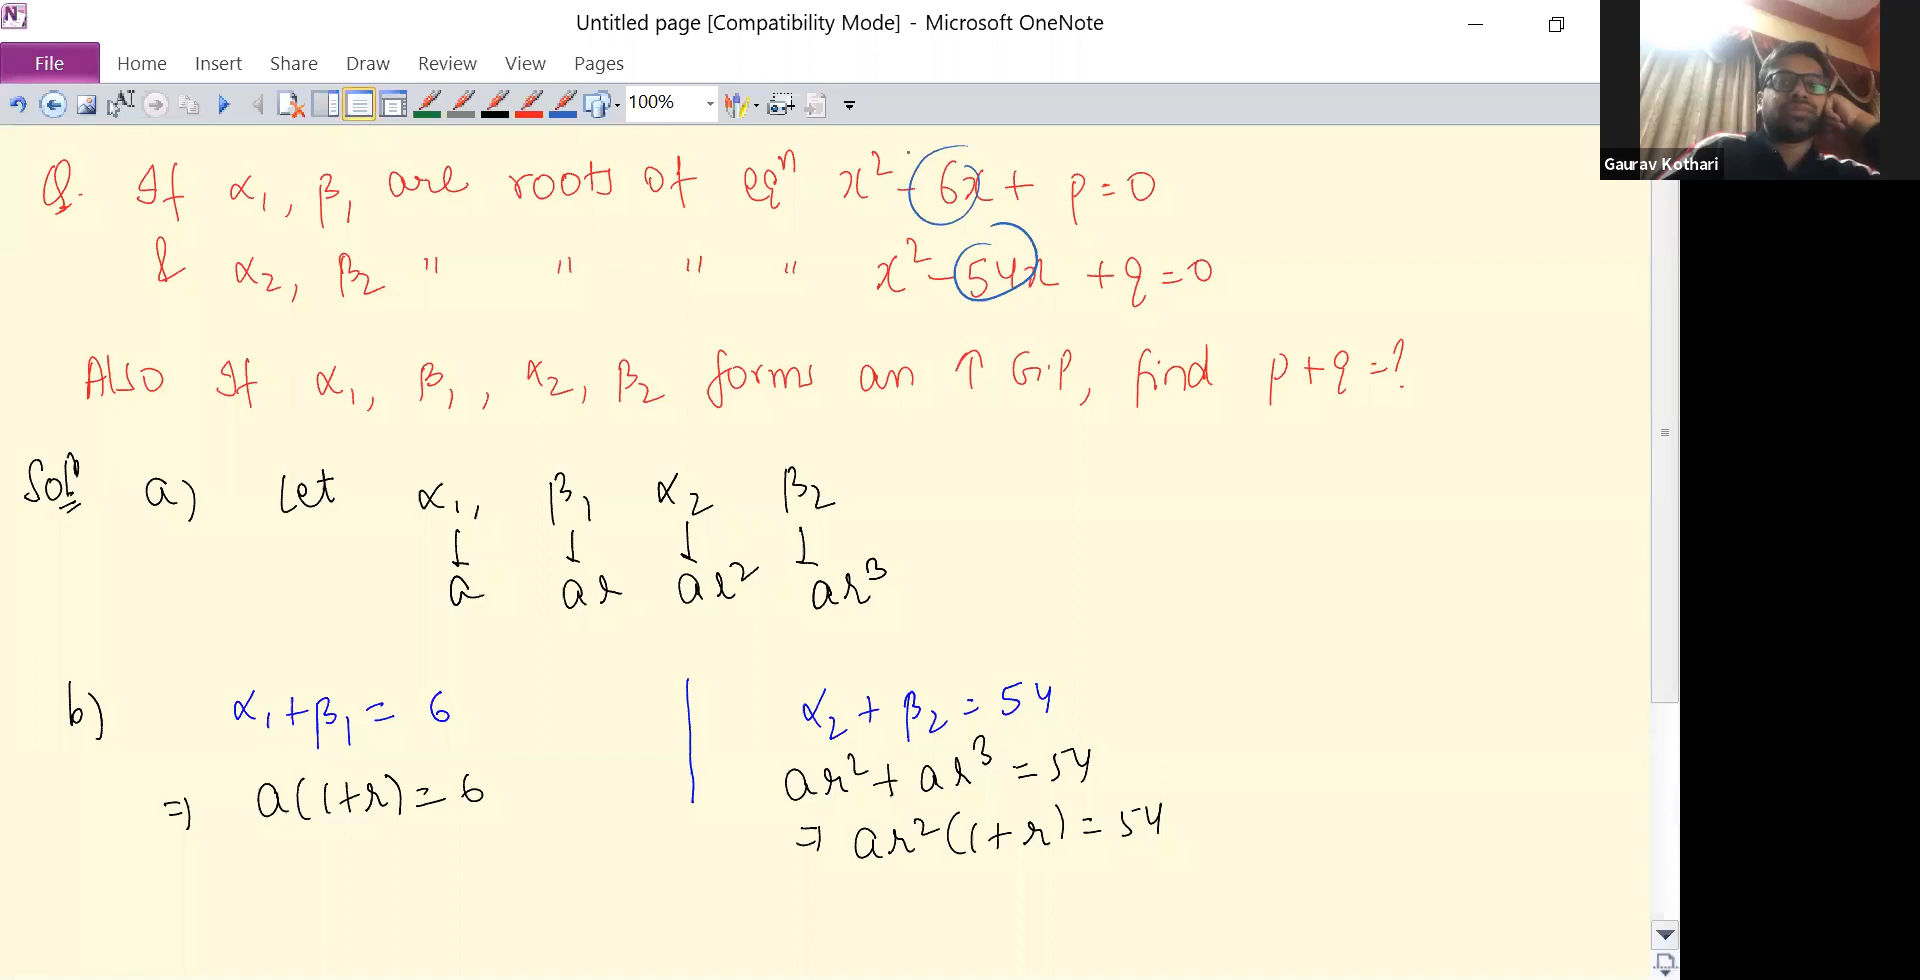 Untitled page [Compatibility Mode] - Microsoft OneNote
File Home Insert Share Draw Review View Pages
100%
Gaurav Kothari
Q. If α₁, β₁ are roots of eqⁿ x² - 6x + p = 0
& α₂, β₂ " " " " x² - 54x + q = 0
Also If α₁, β₁, α₂, β₂ forms an ↑ G.P, find p + q = ?
Solⁿ a) Let α₁, β₁ α₂ β₂
↓ ↓ ↓ ↓
a ar ar² ar³
b) α₁ + β₁ = 6
⇒ a(1+r) = 6
α₂ + β₂ = 54
ar² + ar³ = 54
⇒ ar²(1+r) = 54